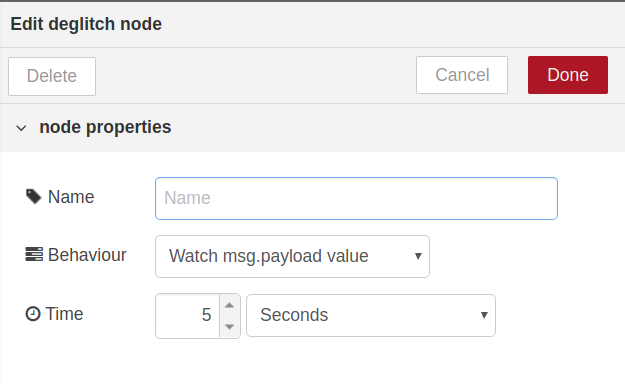 Edit deglitch node
Delete Cancel Done
node properties
Name Name
Behaviour Watch msg.payload value
Time 5 Seconds